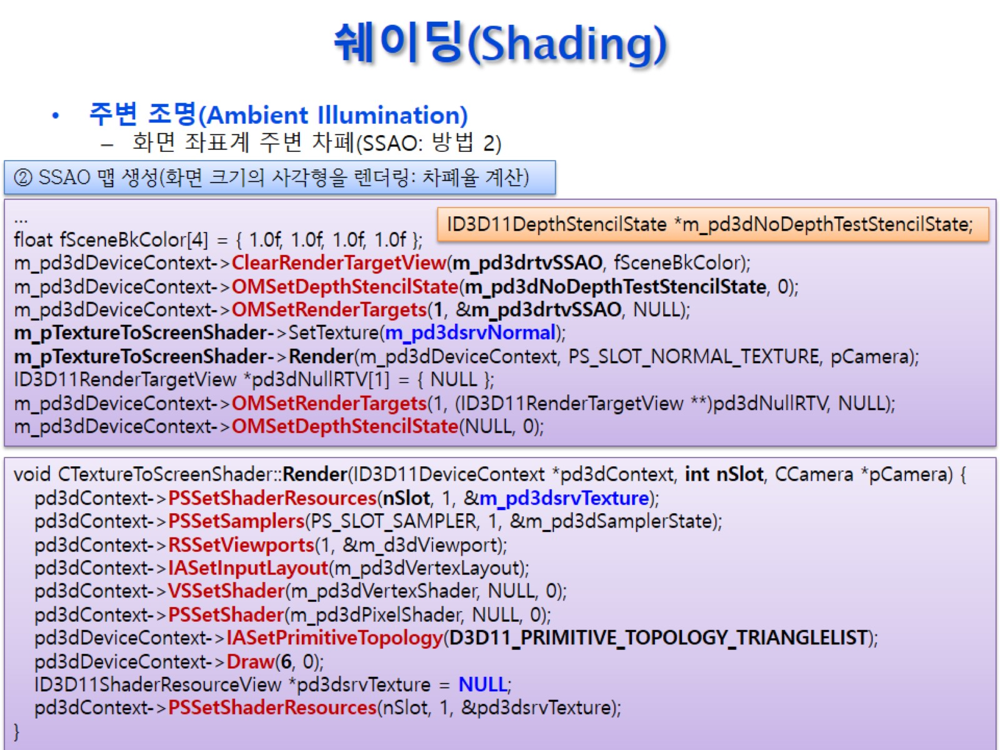 쉐이딩(Shading)
• 주변 조명(Ambient Illumination)
– 화면 좌표계 주변 차폐(SSAO: 방법 2)
② SSAO 맵 생성(화면 크기의 사각형을 렌더링: 차폐율 계산)
...
ID3D11DepthStencilState *m_pd3dNoDepthTestStencilState;
float fSceneBkColor[4] = { 1.0f, 1.0f, 1.0f, 1.0f };
m_pd3dDeviceContext->ClearRenderTargetView(m_pd3drtvSSAO, fSceneBkColor);
m_pd3dDeviceContext->OMSetDepthStencilState(m_pd3dNoDepthTestStencilState, 0);
m_pd3dDeviceContext->OMSetRenderTargets(1, &m_pd3drtvSSAO, NULL);
m_pTextureToScreenShader->SetTexture(m_pd3dsrvNormal);
m_pTextureToScreenShader->Render(m_pd3dDeviceContext, PS_SLOT_NORMAL_TEXTURE, pCamera);
ID3D11RenderTargetView *pd3dNullRTV[1] = { NULL };
m_pd3dDeviceContext->OMSetRenderTargets(1, (ID3D11RenderTargetView **)pd3dNullRTV, NULL);
m_pd3dDeviceContext->OMSetDepthStencilState(NULL, 0);
void CTextureToScreenShader::Render(ID3D11DeviceContext *pd3dContext, int nSlot, CCamera *pCamera) {
pd3dContext->PSSetShaderResources(nSlot, 1, &m_pd3dsrvTexture);
pd3dContext->PSSetSamplers(PS_SLOT_SAMPLER, 1, &m_pd3dSamplerState);
pd3dContext->RSSetViewports(1, &m_d3dViewport);
pd3dContext->IASetInputLayout(m_pd3dVertexLayout);
pd3dContext->VSSetShader(m_pd3dVertexShader, NULL, 0);
pd3dContext->PSSetShader(m_pd3dPixelShader, NULL, 0);
pd3dDeviceContext->IASetPrimitiveTopology(D3D11_PRIMITIVE_TOPOLOGY_TRIANGLELIST);
pd3dDeviceContext->Draw(6, 0);
ID3D11ShaderResourceView *pd3dsrvTexture = NULL;
pd3dContext->PSSetShaderResources(nSlot, 1, &pd3dsrvTexture);
}